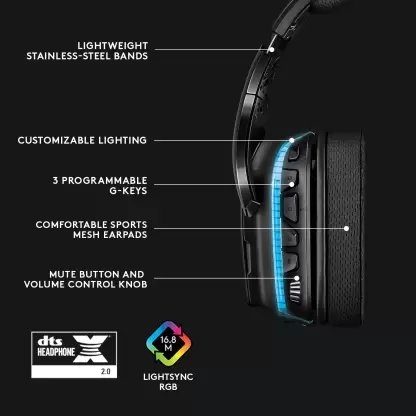 LIGHTWEIGHT
STAINLESS-STEEL BANDS
CUSTOMIZABLE LIGHTING
3 PROGRAMMABLE
G-KEYS
COMFORTABLE SPORTS
MESH EARPADS
MUTE BUTTON AND
VOLUME CONTROL KNOB
dts
HEADPHONE X
2.0
16.8
M
LIGHTSYNC
RGB